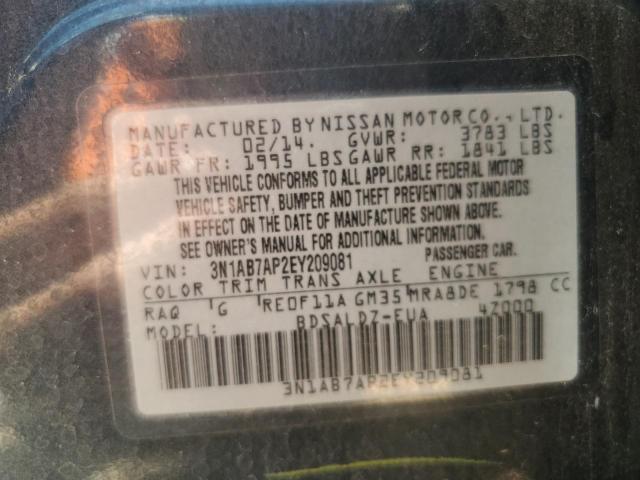 MANUFACTURED BY NISSAN MOTOR CO., LTD.
DATE: 02/14. GVWR: 3783 LBS
GAWR FR: 1995 LBS GAWR RR: 1841 LBS
THIS VEHICLE CONFORMS TO ALL APPLICABLE FEDERAL MOTOR
VEHICLE SAFETY, BUMPER AND THEFT PREVENTION STANDARDS
IN EFFECT ON THE DATE OF MANUFACTURE SHOWN ABOVE.
SEE OWNER'S MANUAL FOR ADDITIONAL INFORMATION.
VIN: 3N1AB7AP2EY209081 PASSENGER CAR.
COLOR TRIM TRANS AXLE ENGINE
RAQ G RE0F11A GM35 MRA8DE 1798 CC
MODEL: BDSALDZ-EUA 4Z000
3N1AB7AP2EY209081